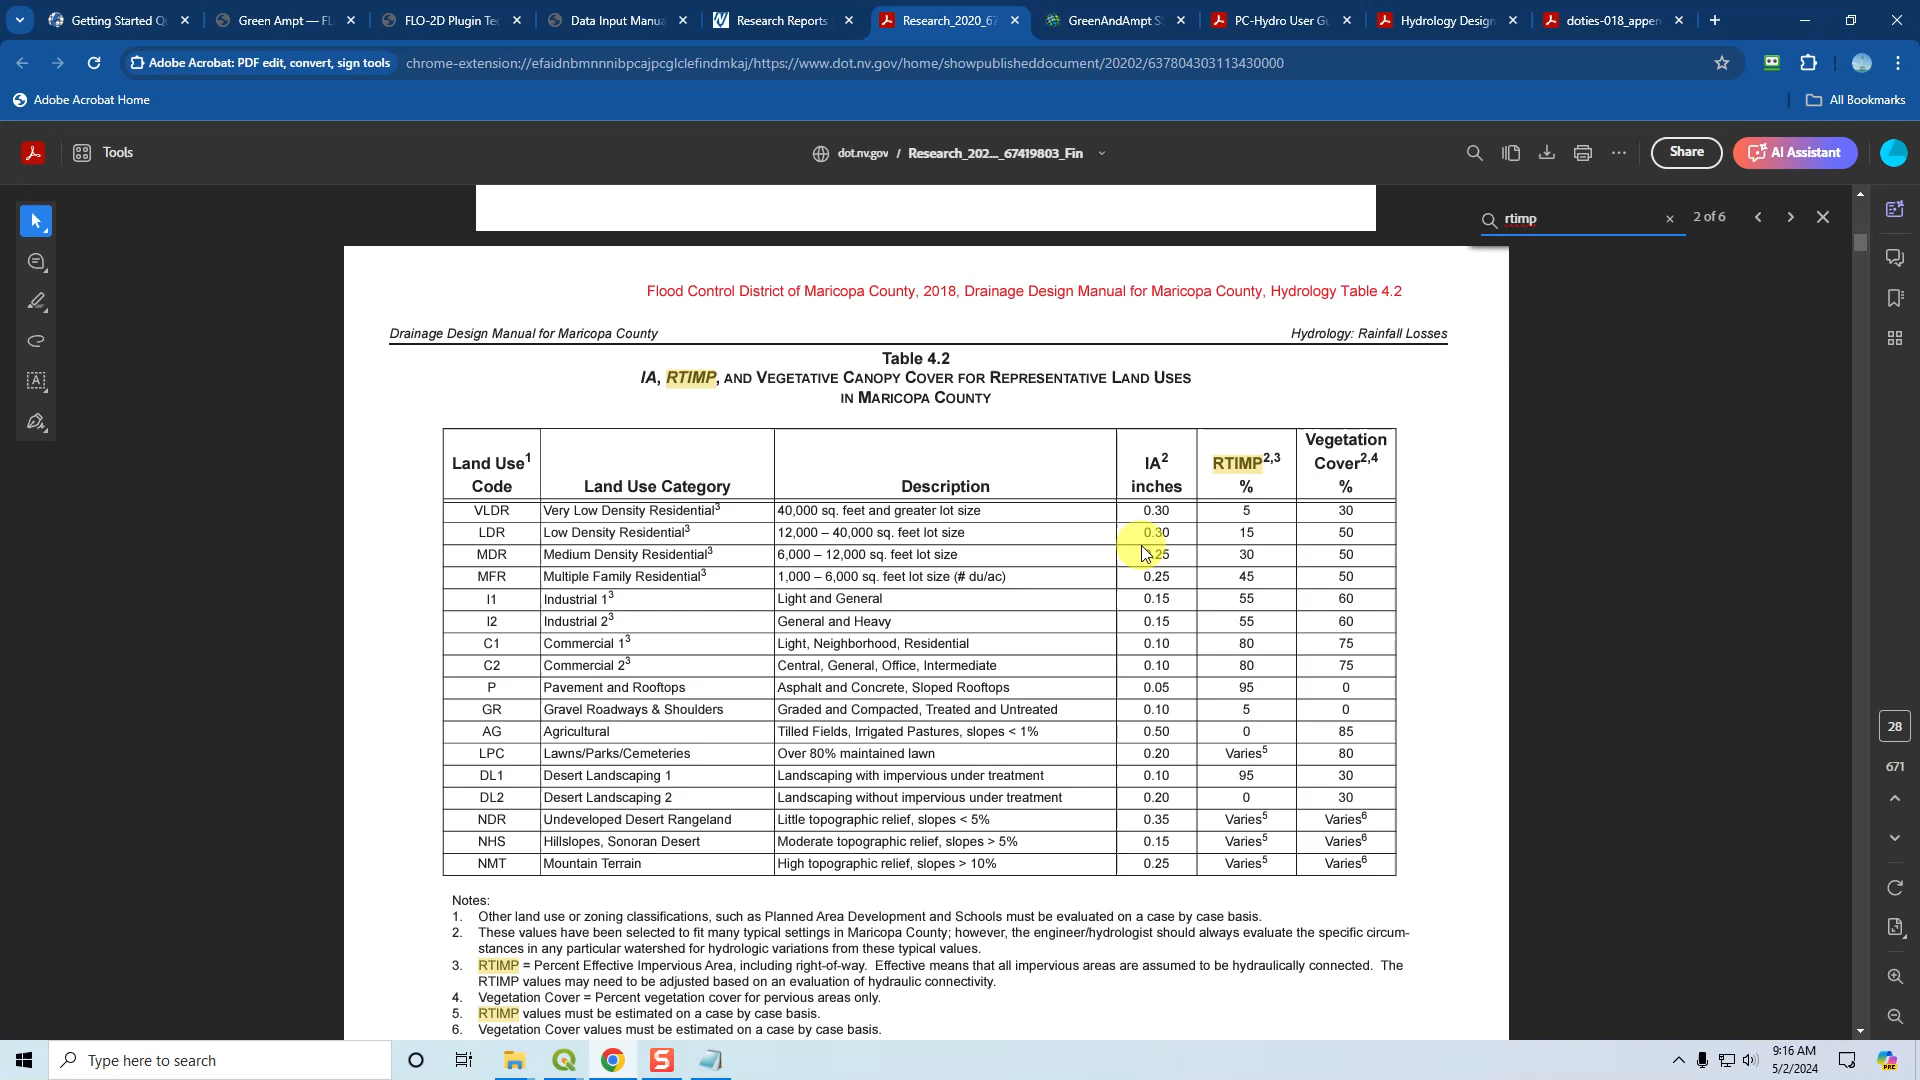 Getting Started Q
Green Ampt — FL
FLO-2D Plugin Tec
Data Input Manua
Research Reports
Research_2020_67
GreenAndAmpt S
PC-Hydro User Gu
Hydrology Design
doties-018_appen
Adobe Acrobat: PDF edit, convert, sign tools
chrome-extension://efaidnbmnnnibpcajpcglclefindmkaj/https://www.dot.nv.gov/home/showpublisheddocument/20202/637804303113430000
Adobe Acrobat Home
All Bookmarks
Tools
dot.nv.gov / Research_202..._67419803_Fin
Share
AI Assistant
rtimp
2 of 6
Flood Control District of Maricopa County, 2018, Drainage Design Manual for Maricopa County, Hydrology Table 4.2
Drainage Design Manual for Maricopa County Hydrology: Rainfall Losses
Table 4.2
IA, RTIMP, AND VEGETATIVE CANOPY COVER FOR REPRESENTATIVE LAND USES
IN MARICOPA COUNTY
Land Use1 Code Land Use Category Description IA2 inches RTIMP2,3 % Vegetation Cover2,4 %
VLDR Very Low Density Residential3 40,000 sq. feet and greater lot size 0.30 5 30
LDR Low Density Residential3 12,000 – 40,000 sq. feet lot size 0.30 15 50
MDR Medium Density Residential3 6,000 – 12,000 sq. feet lot size .25 30 50
MFR Multiple Family Residential3 1,000 – 6,000 sq. feet lot size (# du/ac) 0.25 45 50
I1 Industrial 13 Light and General 0.15 55 60
I2 Industrial 23 General and Heavy 0.15 55 60
C1 Commercial 13 Light, Neighborhood, Residential 0.10 80 75
C2 Commercial 23 Central, General, Office, Intermediate 0.10 80 75
P Pavement and Rooftops Asphalt and Concrete, Sloped Rooftops 0.05 95 0
GR Gravel Roadways & Shoulders Graded and Compacted, Treated and Untreated 0.10 5 0
AG Agricultural Tilled Fields, Irrigated Pastures, slopes < 1% 0.50 0 85
LPC Lawns/Parks/Cemeteries Over 80% maintained lawn 0.20 Varies5 80
DL1 Desert Landscaping 1 Landscaping with impervious under treatment 0.10 95 30
DL2 Desert Landscaping 2 Landscaping without impervious under treatment 0.20 0 30
NDR Undeveloped Desert Rangeland Little topographic relief, slopes < 5% 0.35 Varies5 Varies6
NHS Hillslopes, Sonoran Desert Moderate topographic relief, slopes > 5% 0.15 Varies5 Varies6
NMT Mountain Terrain High topographic relief, slopes > 10% 0.25 Varies5 Varies6
Notes:
1. Other land use or zoning classifications, such as Planned Area Development and Schools must be evaluated on a case by case basis.
2. These values have been selected to fit many typical settings in Maricopa County; however, the engineer/hydrologist should always evaluate the specific circum-
stances in any particular watershed for hydrologic variations from these typical values.
3. RTIMP = Percent Effective Impervious Area, including right-of-way. Effective means that all impervious areas are assumed to be hydraulically connected. The
RTIMP values may need to be adjusted based on an evaluation of hydraulic connectivity.
4. Vegetation Cover = Percent vegetation cover for pervious areas only.
5. RTIMP values must be estimated on a case by case basis.
6. Vegetation Cover values must be estimated on a case by case basis.
28
671
Type here to search
9:16 AM
5/2/2024